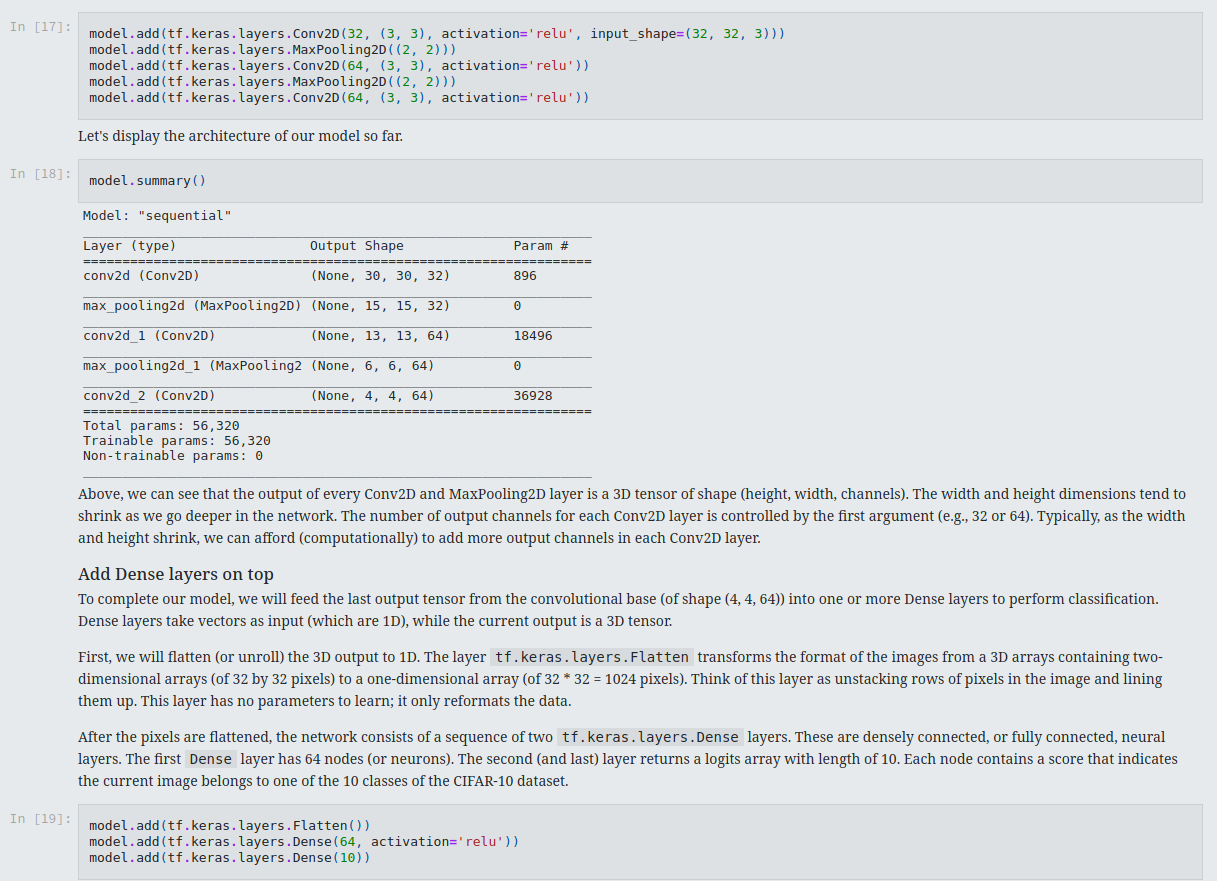 In [17]:
model.add(tf.keras.layers.Conv2D(32, (3, 3), activation='relu', input_shape=(32, 32, 3)))
model.add(tf.keras.layers.MaxPooling2D((2, 2)))
model.add(tf.keras.layers.Conv2D(64, (3, 3), activation='relu'))
model.add(tf.keras.layers.MaxPooling2D((2, 2)))
model.add(tf.keras.layers.Conv2D(64, (3, 3), activation='relu'))
Let's display the architecture of our model so far.
In [18]:
model.summary()
Model: "sequential"
_________________________________________________________________
Layer (type)                 Output Shape              Param #
=================================================================
conv2d (Conv2D)              (None, 30, 30, 32)        896
_________________________________________________________________
max_pooling2d (MaxPooling2D) (None, 15, 15, 32)        0
_________________________________________________________________
conv2d_1 (Conv2D)            (None, 13, 13, 64)        18496
_________________________________________________________________
max_pooling2d_1 (MaxPooling2 (None, 6, 6, 64)          0
_________________________________________________________________
conv2d_2 (Conv2D)            (None, 4, 4, 64)          36928
=================================================================
Total params: 56,320
Trainable params: 56,320
Non-trainable params: 0
_________________________________________________________________
Above, we can see that the output of every Conv2D and MaxPooling2D layer is a 3D tensor of shape (height, width, channels). The width and height dimensions tend to
shrink as we go deeper in the network. The number of output channels for each Conv2D layer is controlled by the first argument (e.g., 32 or 64). Typically, as the width
and height shrink, we can afford (computationally) to add more output channels in each Conv2D layer.
Add Dense layers on top
To complete our model, we will feed the last output tensor from the convolutional base (of shape (4, 4, 64)) into one or more Dense layers to perform classification.
Dense layers take vectors as input (which are 1D), while the current output is a 3D tensor.
First, we will flatten (or unroll) the 3D output to 1D. The layer tf.keras.layers.Flatten transforms the format of the images from a 3D arrays containing two-
dimensional arrays (of 32 by 32 pixels) to a one-dimensional array (of 32 * 32 = 1024 pixels). Think of this layer as unstacking rows of pixels in the image and lining
them up. This layer has no parameters to learn; it only reformats the data.
After the pixels are flattened, the network consists of a sequence of two tf.keras.layers.Dense layers. These are densely connected, or fully connected, neural
layers. The first Dense layer has 64 nodes (or neurons). The second (and last) layer returns a logits array with length of 10. Each node contains a score that indicates
the current image belongs to one of the 10 classes of the CIFAR-10 dataset.
In [19]:
model.add(tf.keras.layers.Flatten())
model.add(tf.keras.layers.Dense(64, activation='relu'))
model.add(tf.keras.layers.Dense(10))